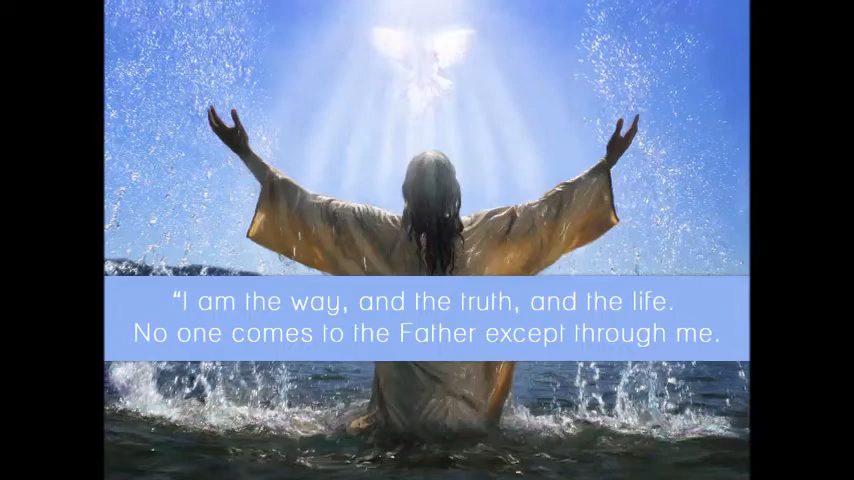 “I am the way, and the truth, and the life.
No one comes to the Father except through me.